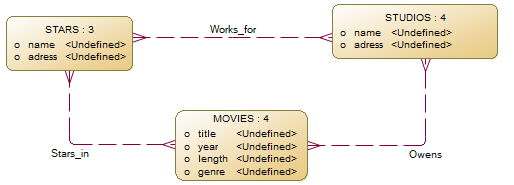 STARS : 3
o name <Undefined>
o adress <Undefined>
Works_for
STUDIOS : 4
o name <Undefined>
o adress <Undefined>
MOVIES : 4
o title <Undefined>
o year <Undefined>
o length <Undefined>
o genre <Undefined>
Stars_in
Owens